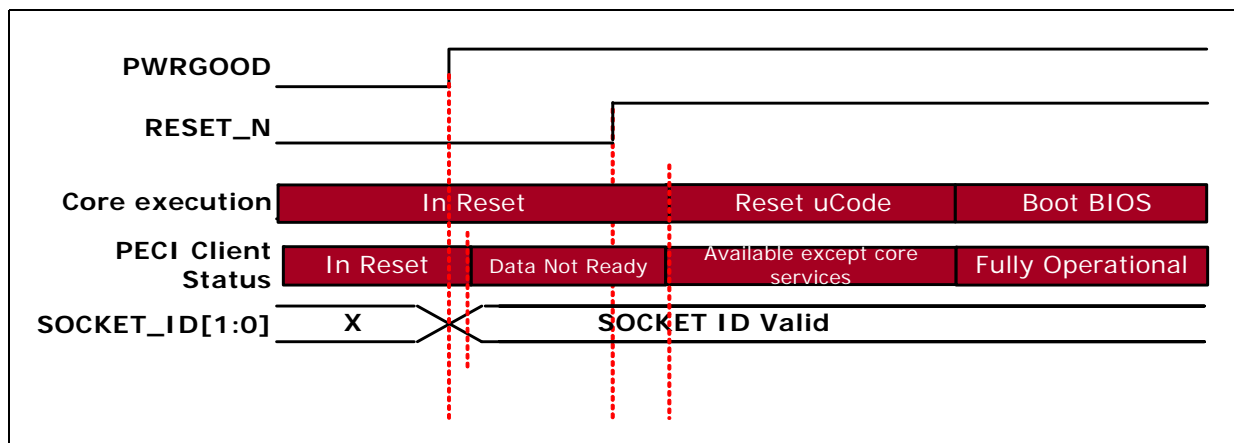 PWRGOOD
RESET_N
Core execution In Reset Reset uCode Boot BIOS
PECI Client
Status
In Reset Data Not Ready
Available except core
services
Fully Operational
SOCKET_ID[1:0] X SOCKET ID Valid